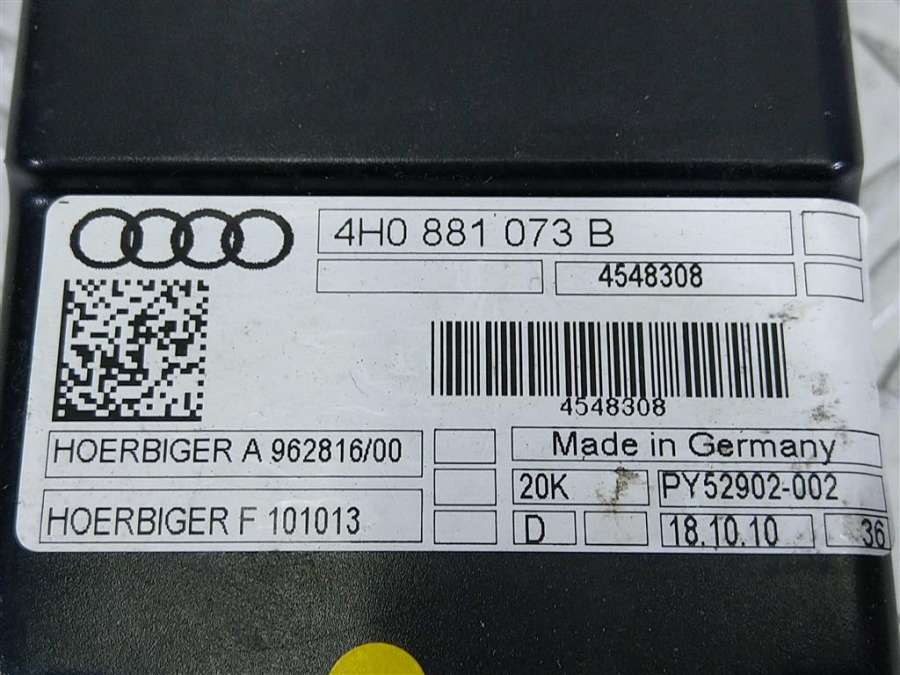 4H0 881 073 B
4548308
4548308
HOERBIGER A 962816/00
Made in Germany
20K
PY52902-002
HOERBIGER F 101013
D
18.10.10
36